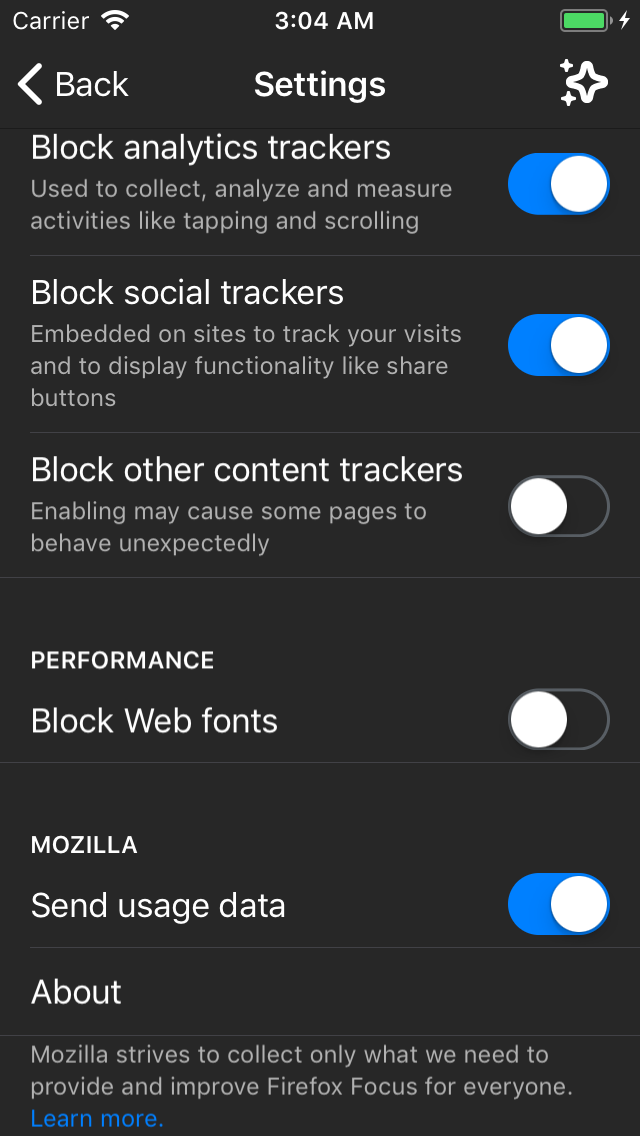 Carrier 3:04 AM
Back Settings
Block analytics trackers
Used to collect, analyze and measure
activities like tapping and scrolling
Block social trackers
Embedded on sites to track your visits
and to display functionality like share
buttons
Block other content trackers
Enabling may cause some pages to
behave unexpectedly
PERFORMANCE
Block Web fonts
MOZILLA
Send usage data
About
Mozilla strives to collect only what we need to
provide and improve Firefox Focus for everyone.
Learn more.